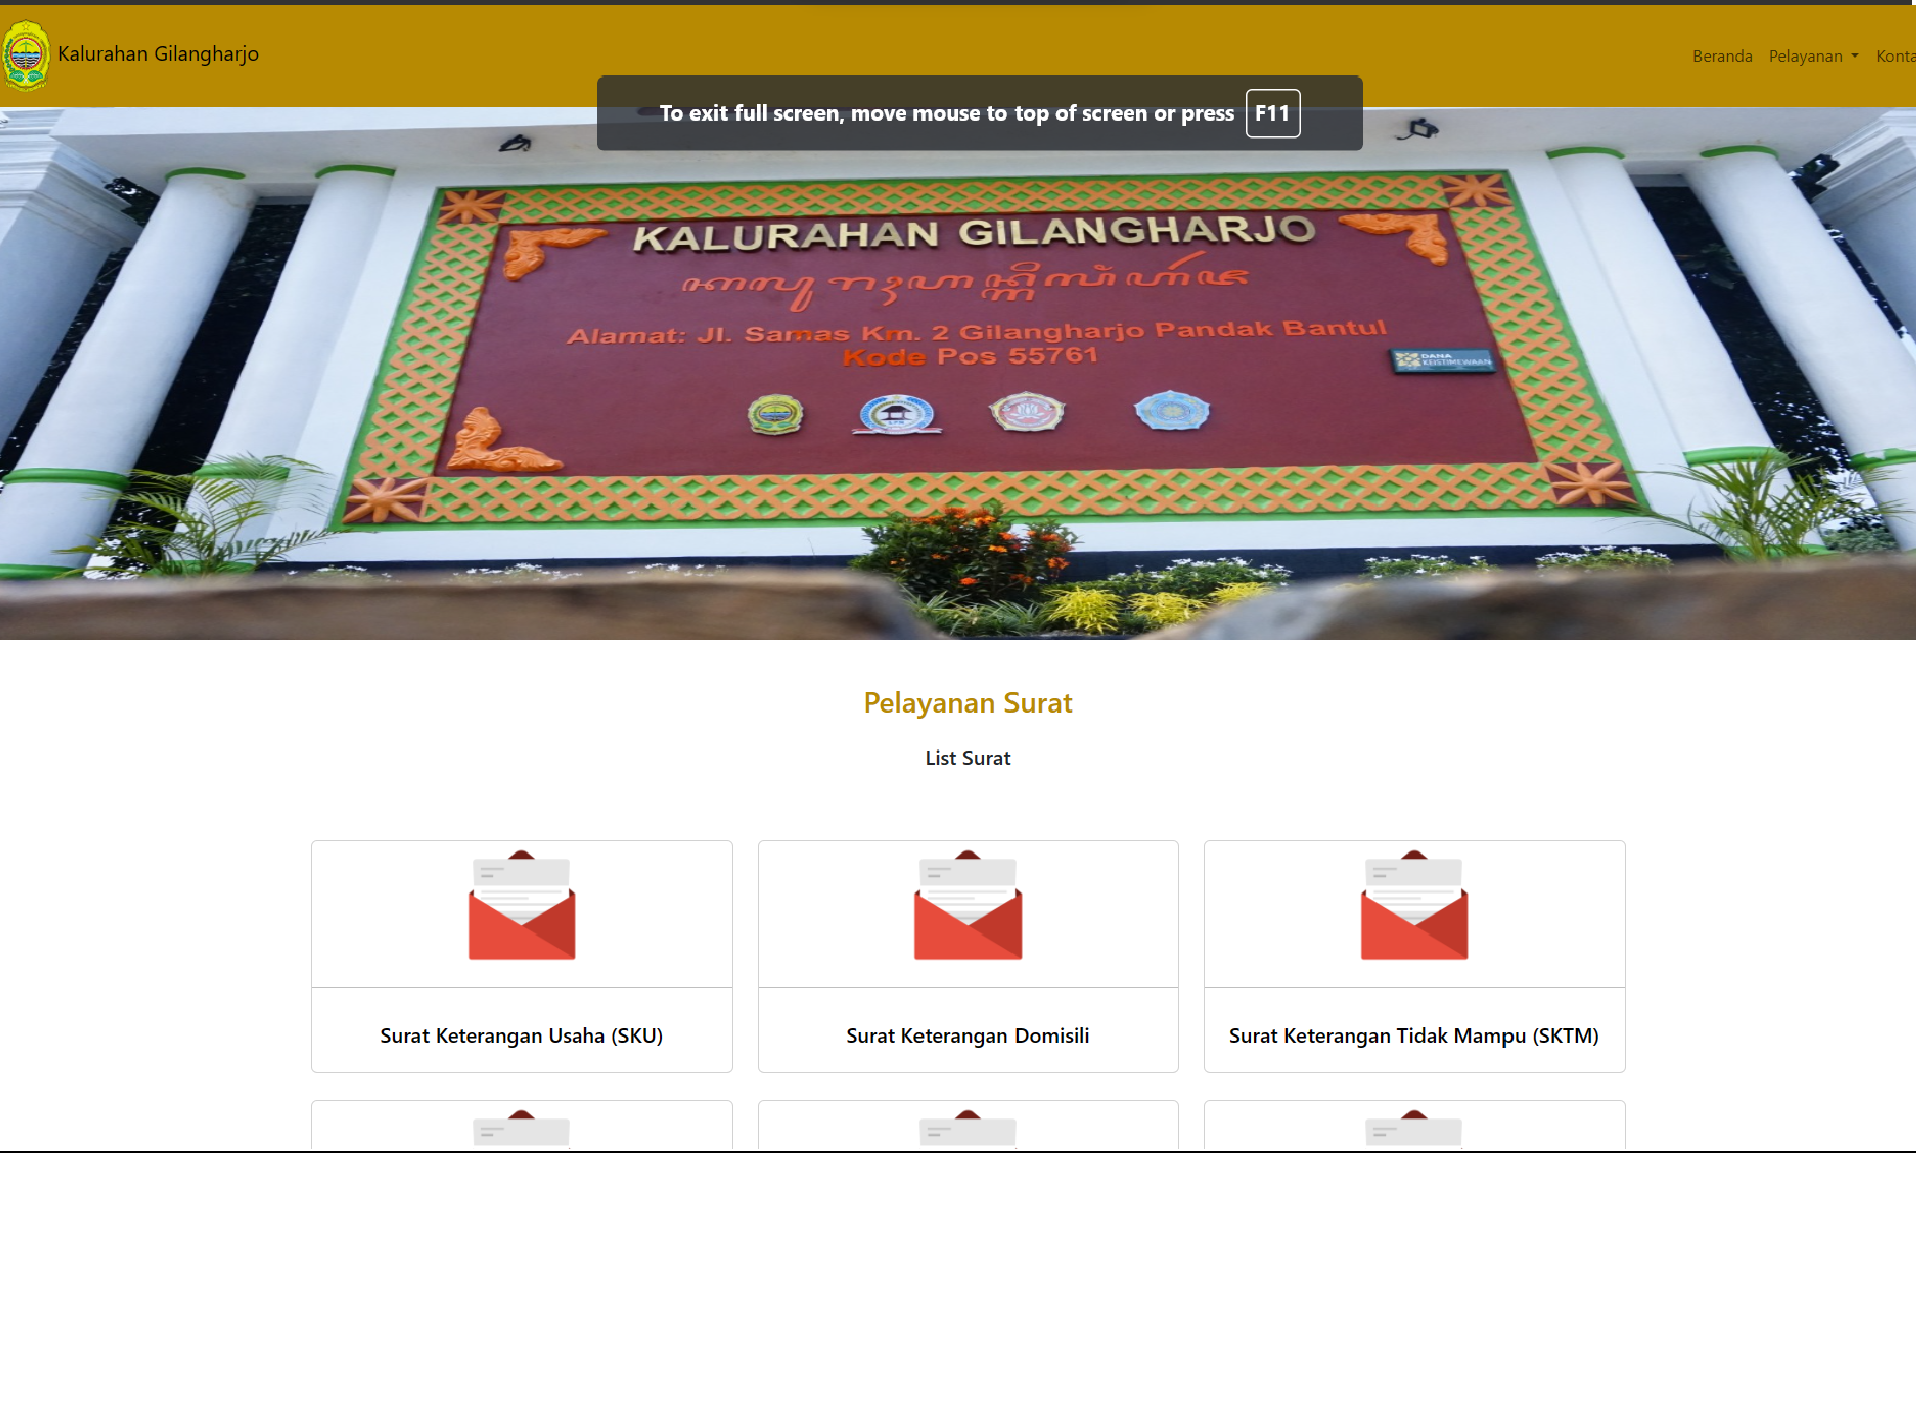 Kalurahan Gilangharjo
Beranda Pelayanan
To exit full screen, move mouse to top of screen or press F11
KALURAHAN GILANGHARJO
Alamat: Jl. Samas Km. 2 Gilangharjo Pandak Bantul
Kode Pos 55761
DANA
KEISTIMEWAAN
Pelayanan Surat
List Surat
Surat Keterangan Usaha (SKU)
Surat Keterangan Domisili
Surat Keterangan Tidak Mampu (SKTM)